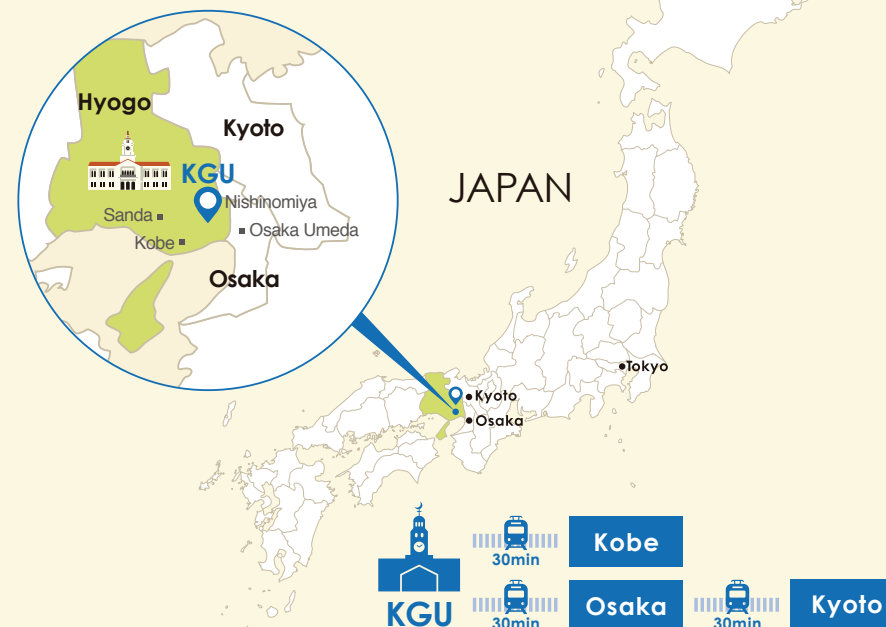 Hyogo
Kyoto
KGU
Nishinomiya
Sanda
Osaka Umeda
Kobe
Osaka
JAPAN
Tokyo
Kyoto
Osaka
30min
Kobe
KGU
30min
Osaka
30min
Kyoto